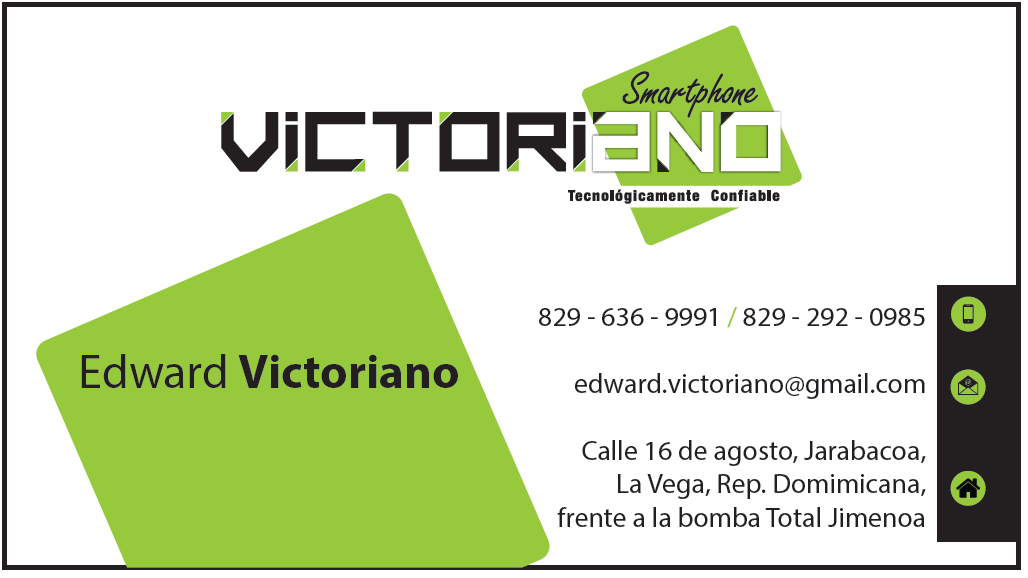 Smartphone
ViCTORiANO
Tecnológicamente Confiable
Edward Victoriano
829 - 636 - 9991 / 829 - 292 - 0985
edward.victoriano@gmail.com
Calle 16 de agosto, Jarabacoa,
La Vega, Rep. Domimicana,
frente a la bomba Total Jimenoa